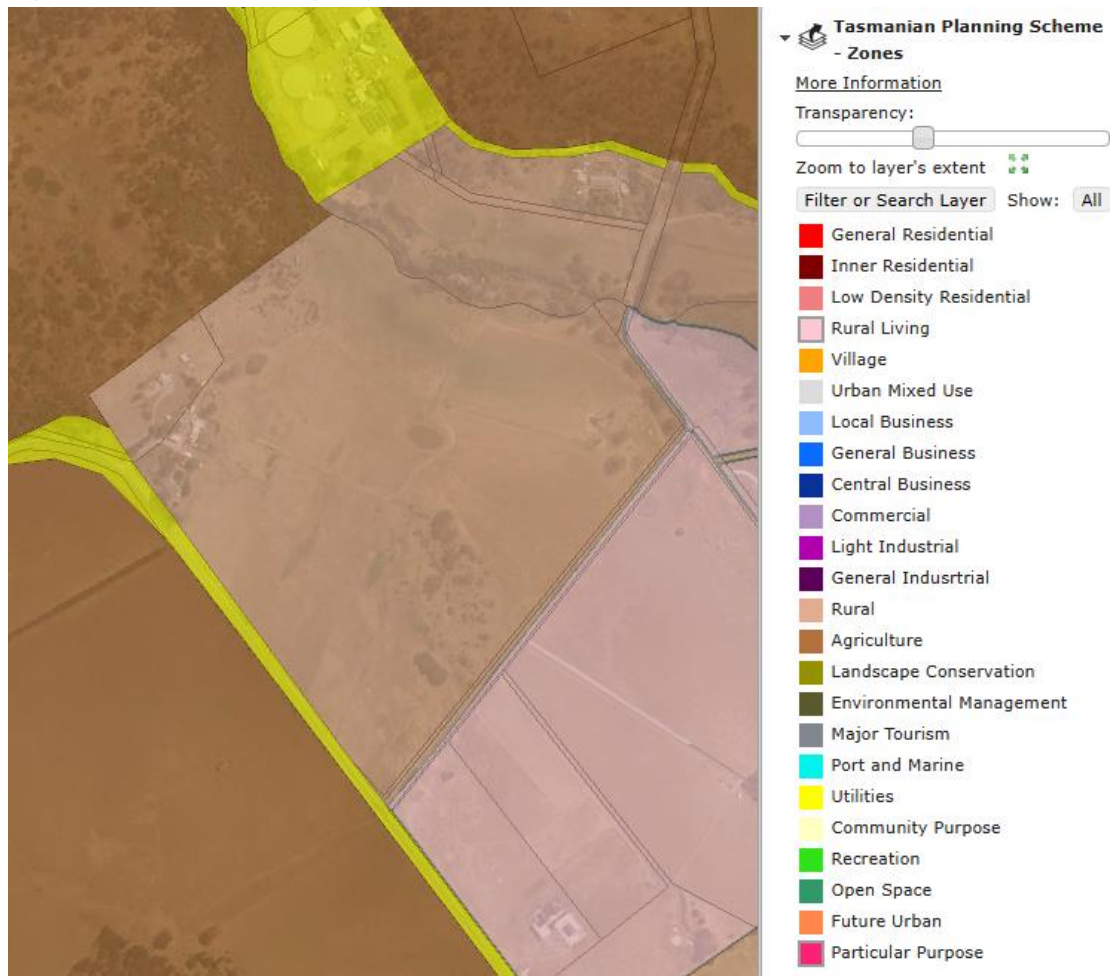 Tasmanian Planning Scheme
- Zones
More Information
Transparency:
Zoom to layer's extent
Filter or Search Layer Show: All
General Residential
Inner Residential
Low Density Residential
Rural Living
Village
Urban Mixed Use
Local Business
General Business
Central Business
Commercial
Light Industrial
General Indusrtrial
Rural
Agriculture
Landscape Conservation
Environmental Management
Major Tourism
Port and Marine
Utilities
Community Purpose
Recreation
Open Space
Future Urban
Particular Purpose